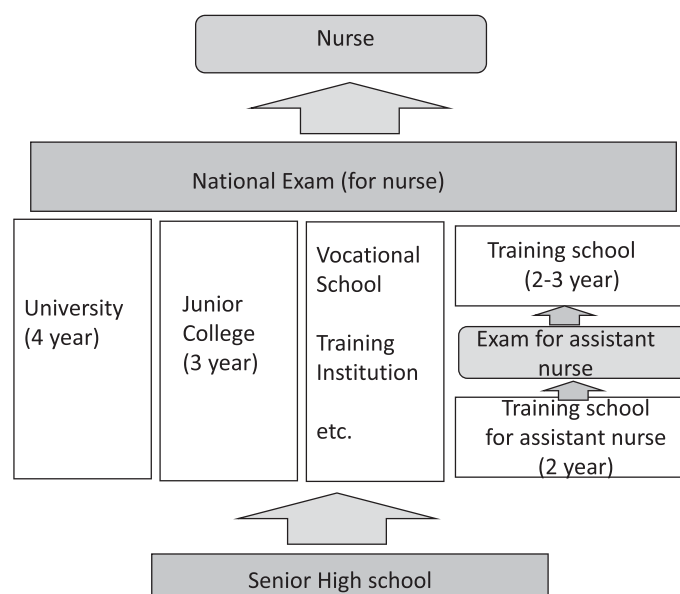 Nurse
National Exam (for nurse)
University
(4 year)
Junior
College
(3 year)
Vocational
School
Training
Institution
etc.
Training school
(2-3 year)
Exam for assistant
nurse
Training school
for assistant nurse
(2 year)
Senior High school